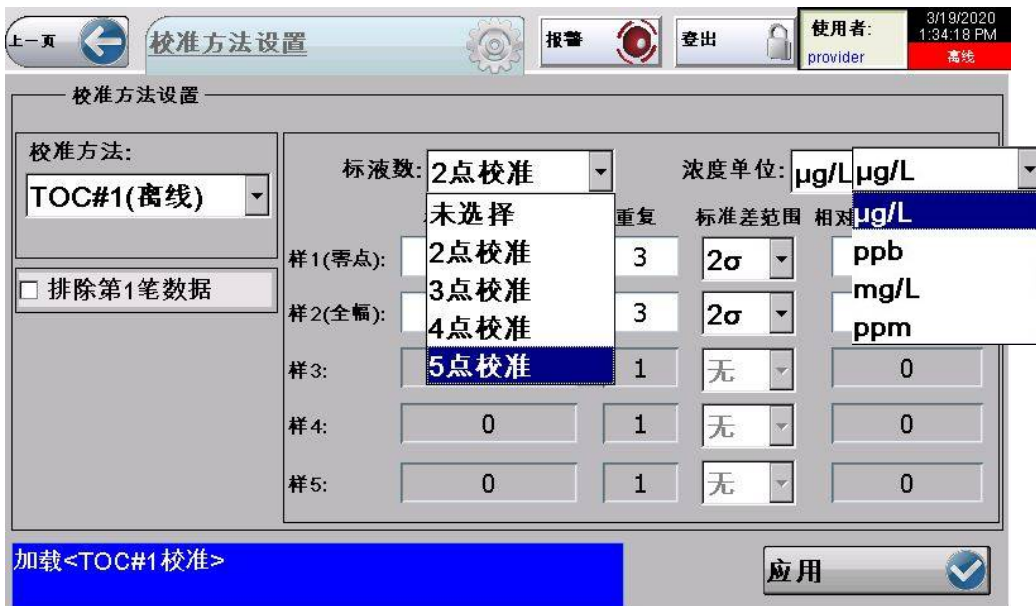 上一页
校准方法设置
报警
登出
使用者:
provider
3/19/2020
1:34:18 PM
离线
校准方法设置
校准方法:
TOC#1(离线)
排除第1笔数据
标液数: 2点校准
未选择
2点校准
3点校准
4点校准
5点校准
浓度单位: µg/L µg/L
µg/L
ppb
mg/L
ppm
重复 标准差范围 相对
样1(零点): 3 2σ
样2(全幅): 3 2σ
样3: 1 无 0
样4: 0 1 无 0
样5: 0 1 无 0
加载<TOC#1校准>
应用